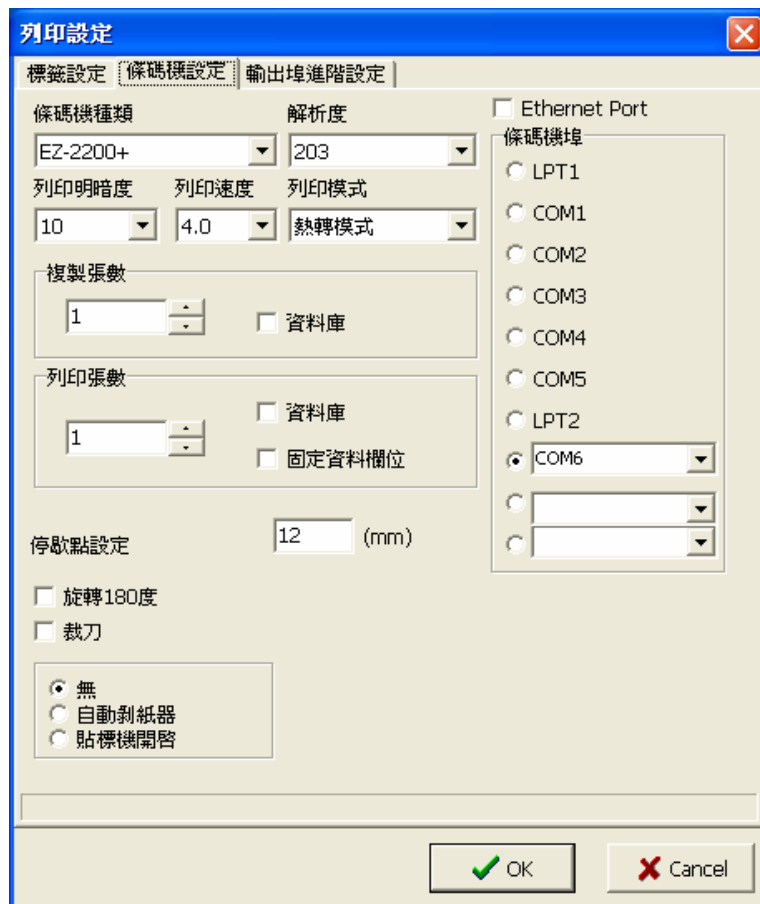 列印設定
標籤設定 條碼機設定 輸出埠進階設定
條碼機種類 解析度
EZ-2200+ 203
列印明暗度 列印速度 列印模式
10 4.0 熱轉模式
複製張數
1 資料庫
列印張數
1 資料庫
固定資料欄位
停歇點設定 12 (mm)
旋轉180度
裁刀
無
自動剝紙器
貼標機開啓
Ethernet Port
條碼機埠
LPT1
COM1
COM2
COM3
COM4
COM5
LPT2
COM6
OK Cancel